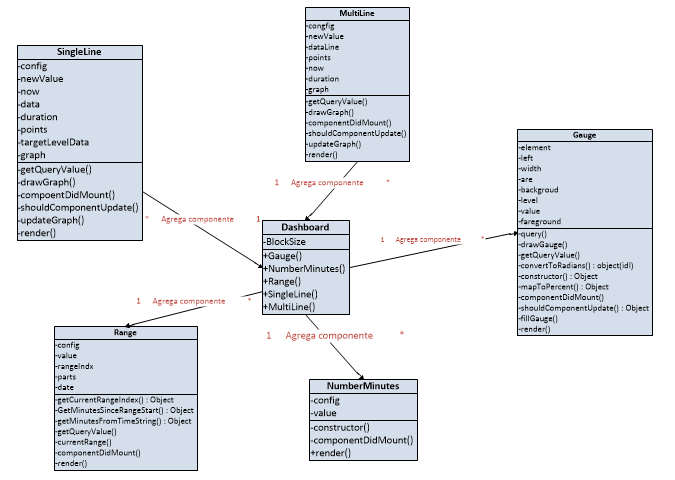 MultiLine
-congfig
-newValue
-dataLine
-points
-now
-duration
-graph
-getQueryValue()
-drawGraph()
-componentDidMount()
-shouldComponentUpdate()
-updateGraph()
-render()
SingleLine
-config
-newValue
-now
-data
-duration
-points
-targetLevelData
-graph
-getQueryValue()
-drawGraph()
-compoentDidMount()
-shouldComponentUpdate()
-updateGraph()
-render()
Gauge
-element
-left
-width
-are
-backgroud
-level
-value
-fareground
-query()
-drawGauge()
-getQueryValue()
-convertToRadians() : object(idl)
-constructor() : Object
-mapToPercent() : Object
-componentDidMount()
-shouldComponentUpdate() : Object
-fillGauge()
-render()
1 Agrega componente *
* Agrega componente 1
Dashboard
-BlockSize
+Gauge()
+NumberMinutes()
+Range()
+SingleLine()
+MultiLine()
1 Agrega componente *
1 Agrega componente *
1 Agrega componente *
Range
-config
-value
-rangeIndx
-parts
-date
-getCurrentRangeIndex() : Object
-GetMinutesSinceRangeStart() : Object
-getMinutesFromTimeString() : Object
-getQueryValue()
-currentRange()
-componentDidMount()
-render()
NumberMinutes
-config
-value
-constructor()
-componentDidMount()
+render()